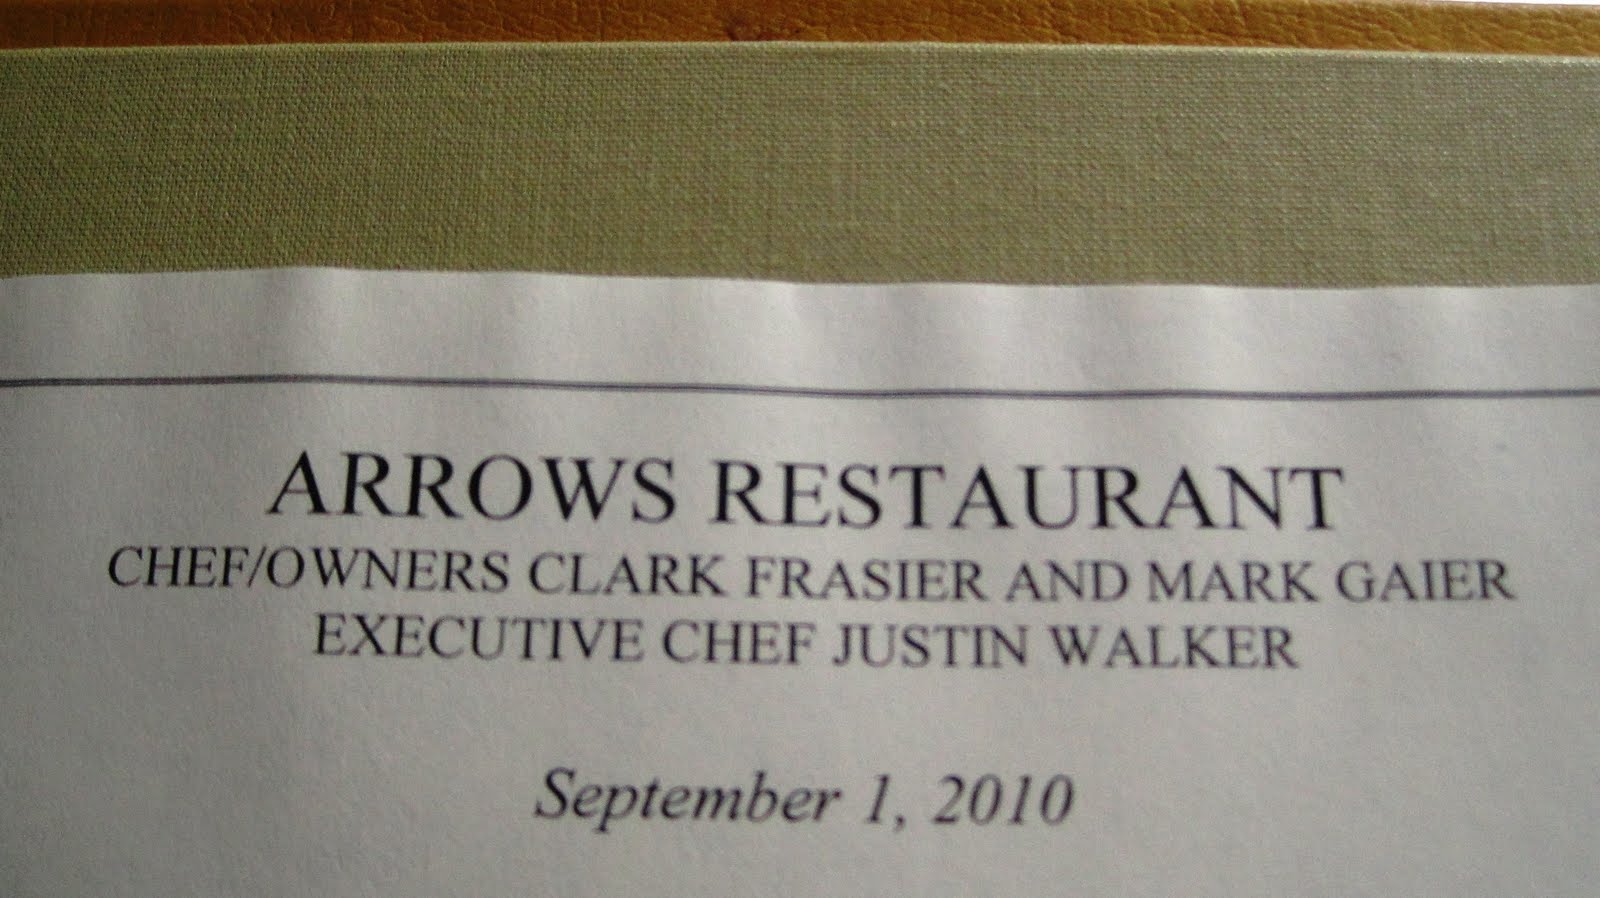 ARROWS RESTAURANT
CHEF/OWNERS CLARK FRASIER AND MARK GAIER
EXECUTIVE CHEF JUSTIN WALKER
September 1, 2010